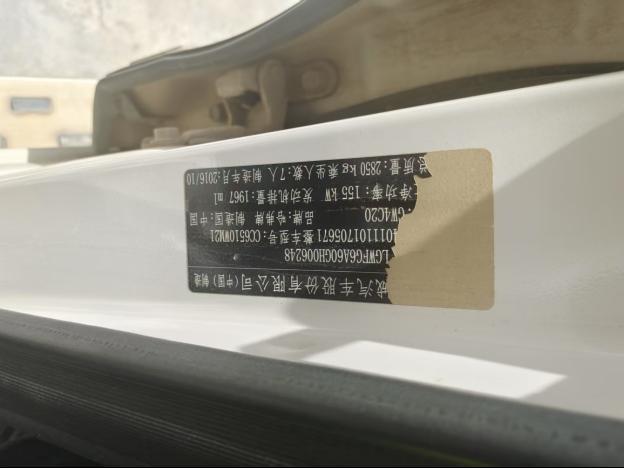 城汽车股份有限公司(中国)制造
LGWFG6A60GH006248
40111101705671 整车型号:CC6510WM21
:GW4C20 品牌:哈弗牌 制造国:中国
净功率:155 kW 发动机排量:1967 ml
总质量:2850 kg 乘坐人数:7人 制造年月:2016/10